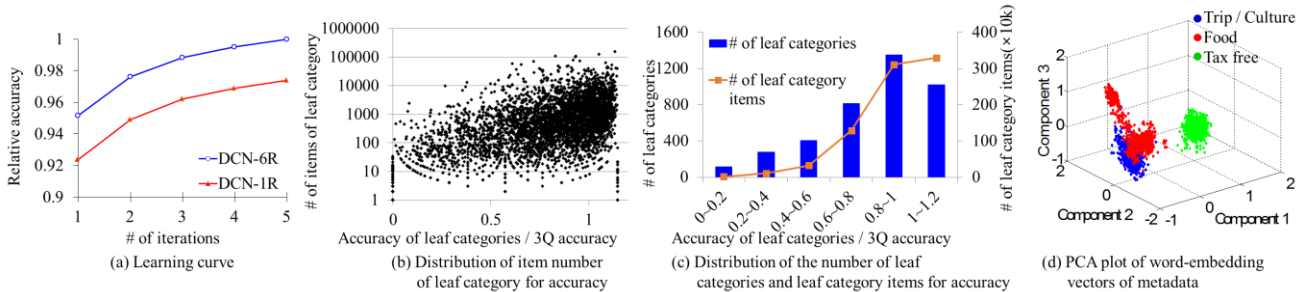 Relative accuracy
1
0.98
0.96
0.94
0.92
0.9
DCN-6R
DCN-1R
1 2 3 4 5
# of iterations
(a) Learning curve
# of items of leaf category
1000000
100000
10000
1000
100
10
1
0 0.5 1
Accuracy of leaf categories / 3Q accuracy
(b) Distribution of item number
of leaf category for accuracy
# of leaf categories
1600
1200
800
400
0
# of leaf categories
# of leaf category
items
400
300
200
100
0
# of leaf category items(×10k)
0~0.2
0.2~0.4
0.4~0.6
0.6~0.8
0.8~1
1~1.2
Accuracy of leaf categories / 3Q accuracy
(c) Distribution of the number of leaf
categories and leaf category items for accuracy
Trip / Culture
Food
Tax free
Component 3
2
1
0
-1
2
0
-2
Component 2
-1
0
1
2
Component 1
(d) PCA plot of word-embedding
vectors of metadata